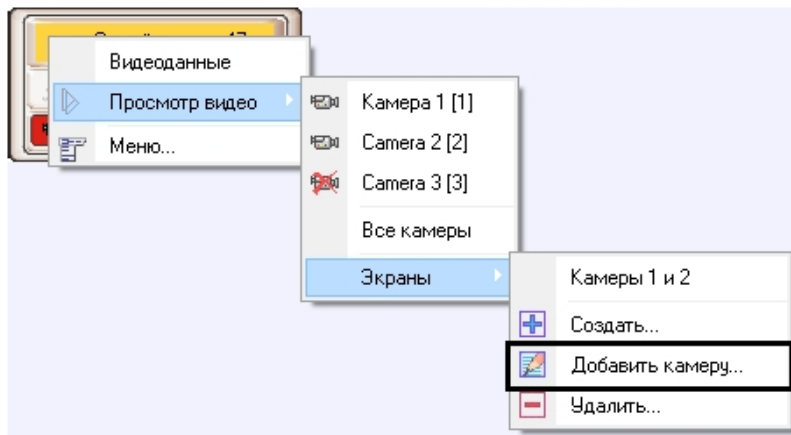 Видеоданные
Просмотр видео
Меню...
Камера 1 [1]
Camera 2 [2]
Camera 3 [3]
Все камеры
Экраны
Камеры 1 и 2
Создать...
Добавить камеру...
Удалить...